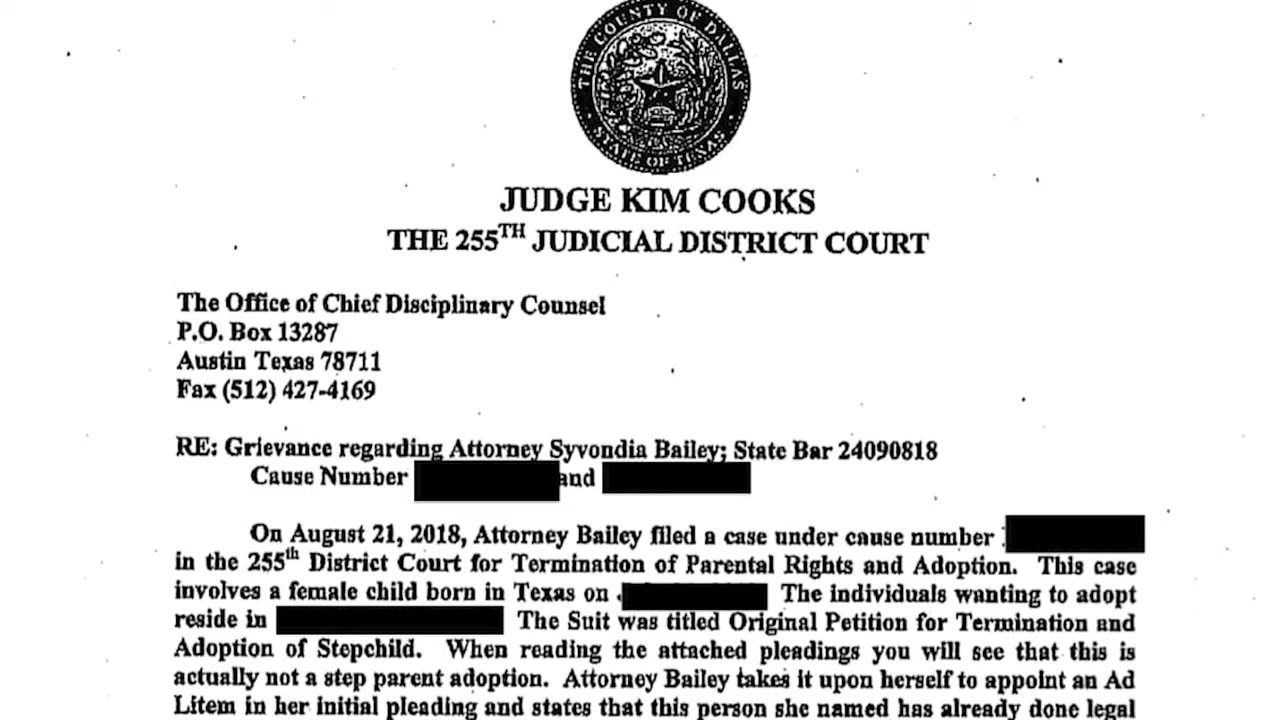 THE COUNTY OF DALLAS
STATE OF TEXAS
JUDGE KIM COOKS
THE 255TH JUDICIAL DISTRICT COURT
The Office of Chief Disciplinary Counsel
P.O. Box 13287
Austin Texas 78711
Fax (512) 427-4169
RE: Grievance regarding Attorney Syvondia Bailey; State Bar 24090818
Cause Number and
On August 21, 2018, Attorney Bailey filed a case under cause number
in the 255th District Court for Termination of Parental Rights and Adoption. This case
involves a female child born in Texas on The individuals wanting to adopt
reside in The Suit was titled Original Petition for Termination and
Adoption of Stepchild. When reading the attached pleadings you will see that this is
actually not a step parent adoption. Attorney Bailey takes it upon herself to appoint an Ad
Litem in her initial pleading and states that this person she named has already done legal